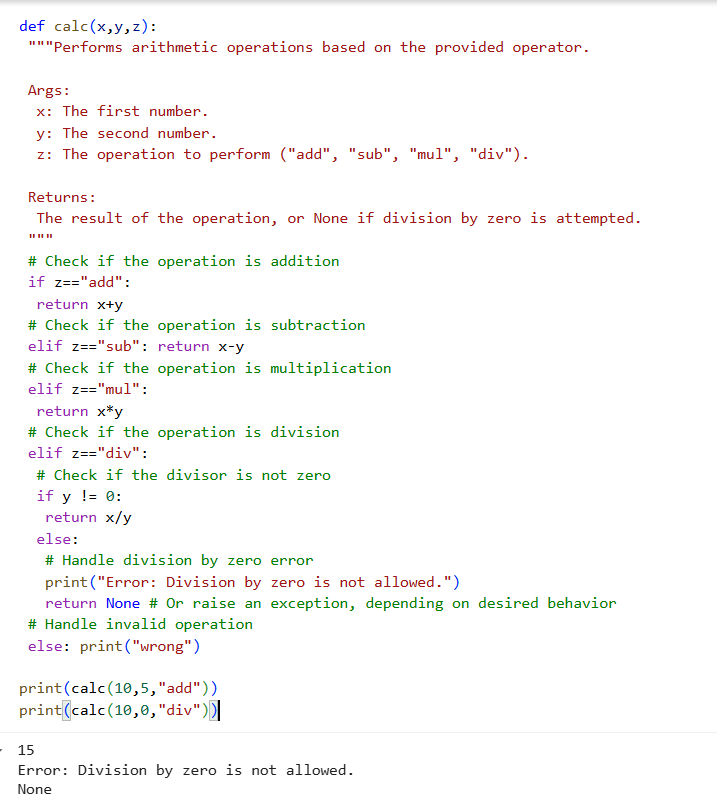 def calc(x,y,z):
 """Performs arithmetic operations based on the provided operator.

 Args:
  x: The first number.
  y: The second number.
  z: The operation to perform ("add", "sub", "mul", "div").

 Returns:
  The result of the operation, or None if division by zero is attempted.
 """
 # Check if the operation is addition
 if z=="add":
  return x+y
 # Check if the operation is subtraction
 elif z=="sub": return x-y
 # Check if the operation is multiplication
 elif z=="mul":
  return x*y
 # Check if the operation is division
 elif z=="div":
  # Check if the divisor is not zero
  if y != 0:
   return x/y
  else:
   # Handle division by zero error
   print("Error: Division by zero is not allowed.")
   return None # Or raise an exception, depending on desired behavior
 # Handle invalid operation
 else: print("wrong")

print(calc(10,5,"add"))
print(calc(10,0,"div"))
15
Error: Division by zero is not allowed.
None